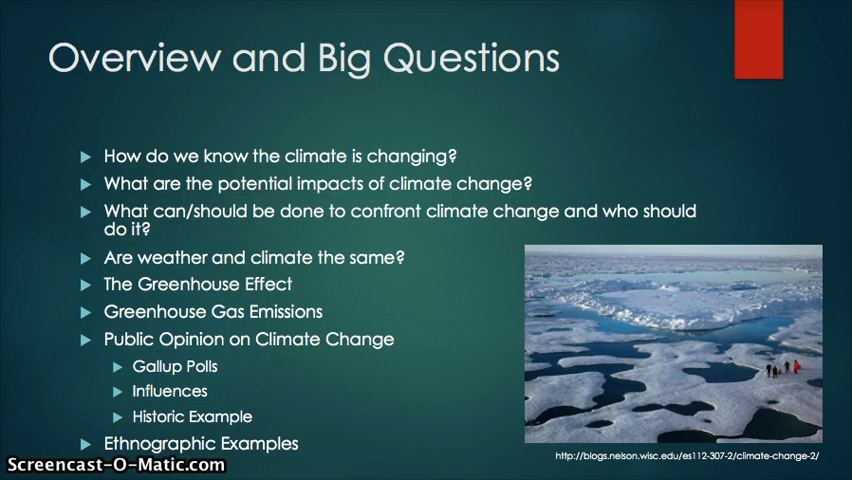 Overview and Big Questions
How do we know the climate is changing?
What are the potential impacts of climate change?
What can/should be done to confront climate change and who should
do it?
Are weather and climate the same?
The Greenhouse Effect
Greenhouse Gas Emissions
Public Opinion on Climate Change
Gallup Polls
Influences
Historic Example
Ethnographic Examples
http://blogs.nelson.wisc.edu/es112-307-2/climate-change-2/
Screencast-O-Matic.com